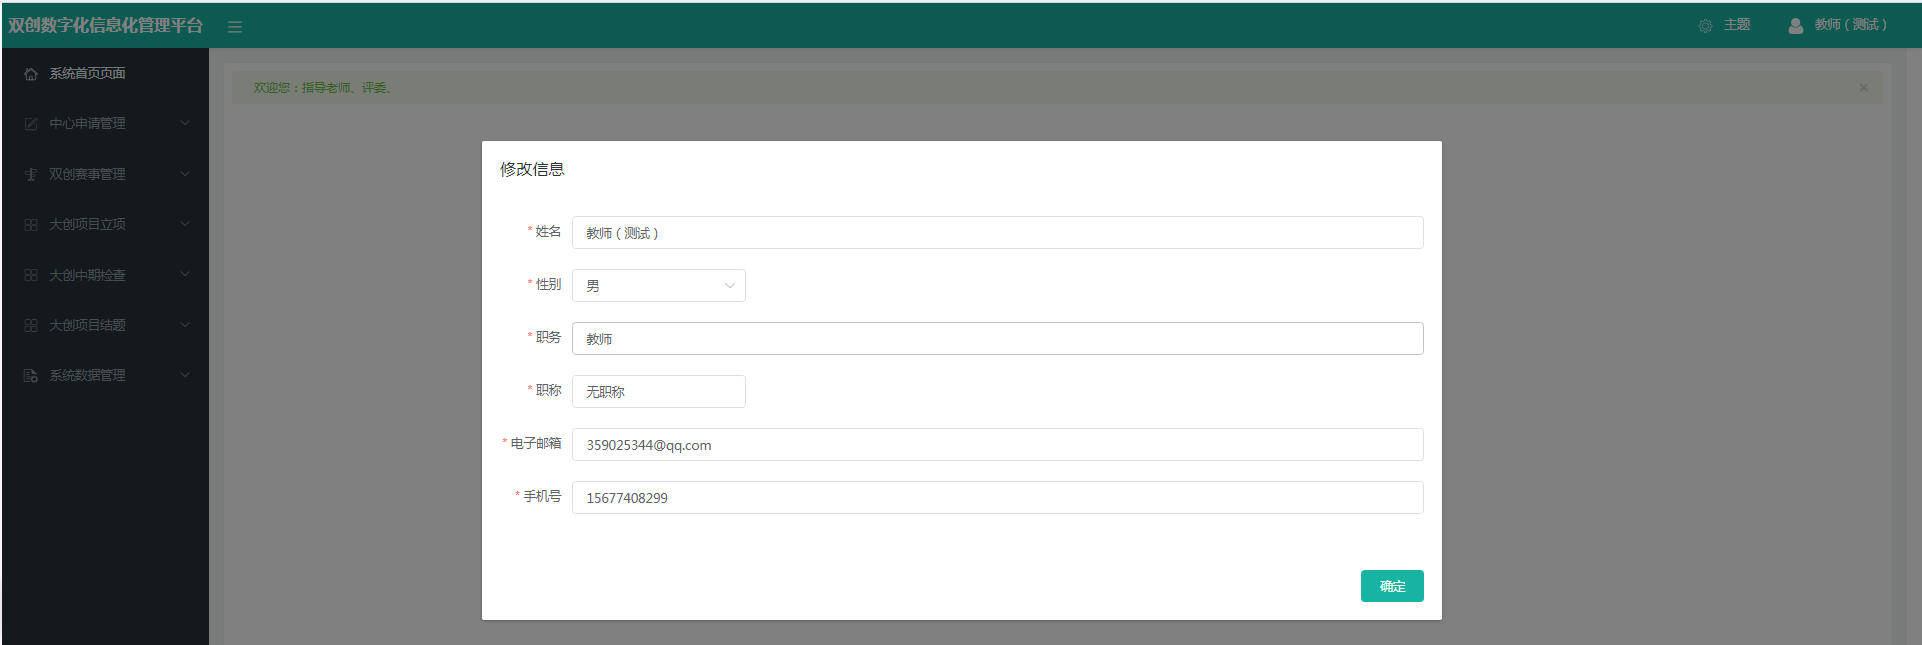 双创数字化信息化管理平台
主题
教师（测试）
系统首页页面
中心申请管理
双创赛事管理
大创项目立项
大创中期检查
大创项目结题
系统数据管理
欢迎您：指导老师、评委、
修改信息
* 姓名 教师（测试）
* 性别 男
* 职务 教师
* 职称 无职称
* 电子邮箱 359025344@qq.com
* 手机号 15677408299
确定